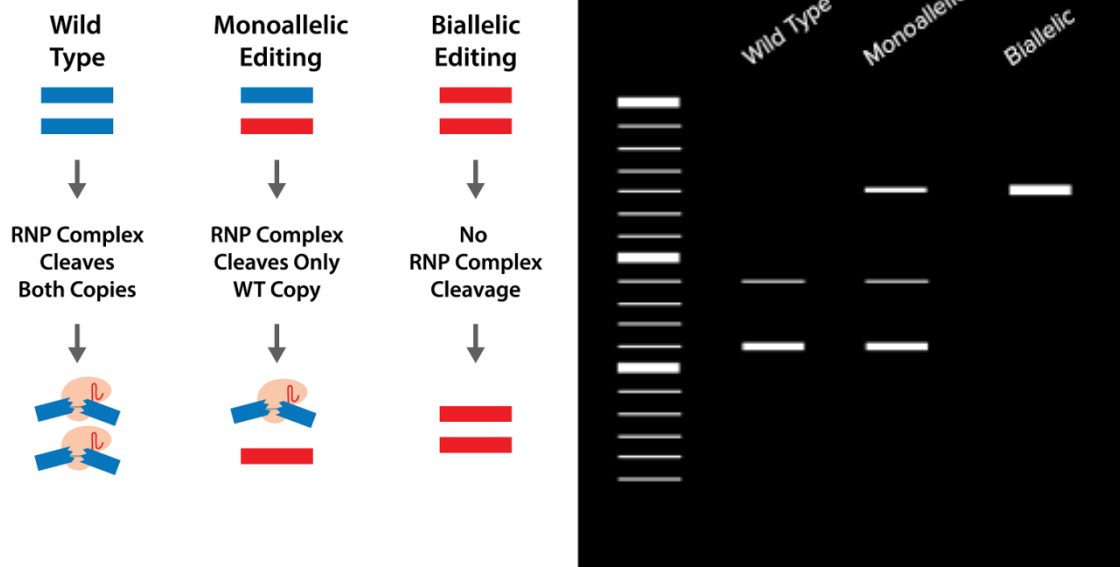 Wild
Type
Monoallelic
Editing
Biallelic
Editing
RNP Complex
Cleaves
Both Copies
RNP Complex
Cleaves Only
WT Copy
No
RNP Complex
Cleavage
Wild Type
Monoallelic
Biallelic